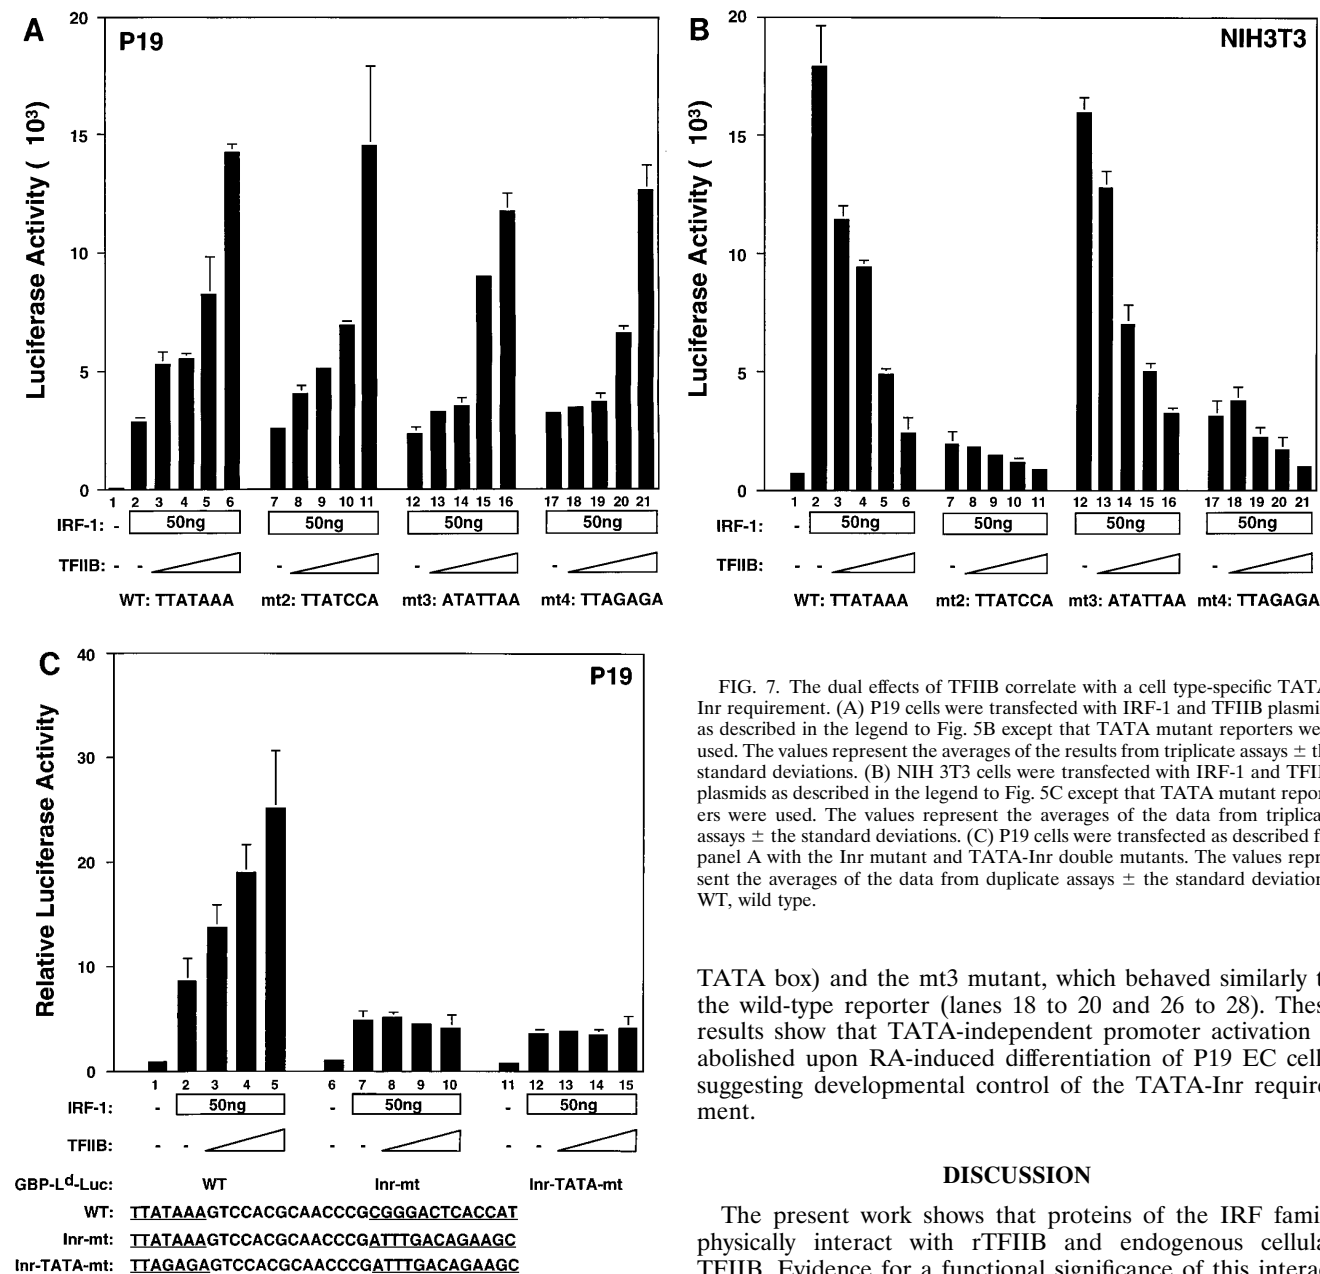 A
P19
Luciferase Activity ( 10³)
20
15
10
5
0
1 2 3 4 5 6 7 8 9 10 11 12 13 14 15 16 17 18 19 20 21
IRF-1: - 50ng 50ng 50ng 50ng
TFIIB: - - - - -
WT: TTATAAA mt2: TTATCCA mt3: ATATTAA mt4: TTAGAGA
B
NIH3T3
Luciferase Activity ( 10³)
20
15
10
5
0
1 2 3 4 5 6 7 8 9 10 11 12 13 14 15 16 17 18 19 20 21
IRF-1: - 50ng 50ng 50ng 50ng
TFIIB: - - - - -
WT: TTATAAA mt2: TTATCCA mt3: ATATTAA mt4: TTAGAGA
C
P19
Relative Luciferase Activity
40
30
20
10
0
1 2 3 4 5 6 7 8 9 10 11 12 13 14 15
IRF-1: - 50ng - 50ng - 50ng
TFIIB: - - - - - -
GBP-Lᵈ-Luc: WT Inr-mt Inr-TATA-mt
WT: TTATAAAGTCCACGCAACCCGCGGGACTCACCAT
Inr-mt: TTATAAAGTCCACGCAACCCGATTTGACAGAAGC
Inr-TATA-mt: TTAGAGAGTCCACGCAACCCGATTTGACAGAAGC
FIG. 7. The dual effects of TFIIB correlate with a cell type-specific TATA
Inr requirement. (A) P19 cells were transfected with IRF-1 and TFIIB
as described in the legend to Fig. 5B except that TATA mutant reporters
used. The values represent the averages of the results from triplicate assays ±
standard deviations. (B) NIH 3T3 cells were transfected with IRF-1 and
plasmids as described in the legend to Fig. 5C except that TATA mutant
ers were used. The values represent the averages of the data from
assays ± the standard deviations. (C) P19 cells were transfected as described
panel A with the Inr mutant and TATA-Inr double mutants. The values
sent the averages of the data from duplicate assays ± the standard
WT, wild type.
TATA box) and the mt3 mutant, which behaved similarly
the wild-type reporter (lanes 18 to 20 and 26 to 28).
results show that TATA-independent promoter activation
abolished upon RA-induced differentiation of P19 EC
suggesting developmental control of the TATA-Inr
ment.
DISCUSSION
The present work shows that proteins of the IRF
physically interact with rTFIIB and endogenous
TFIIB. Evidence for a functional significance of this